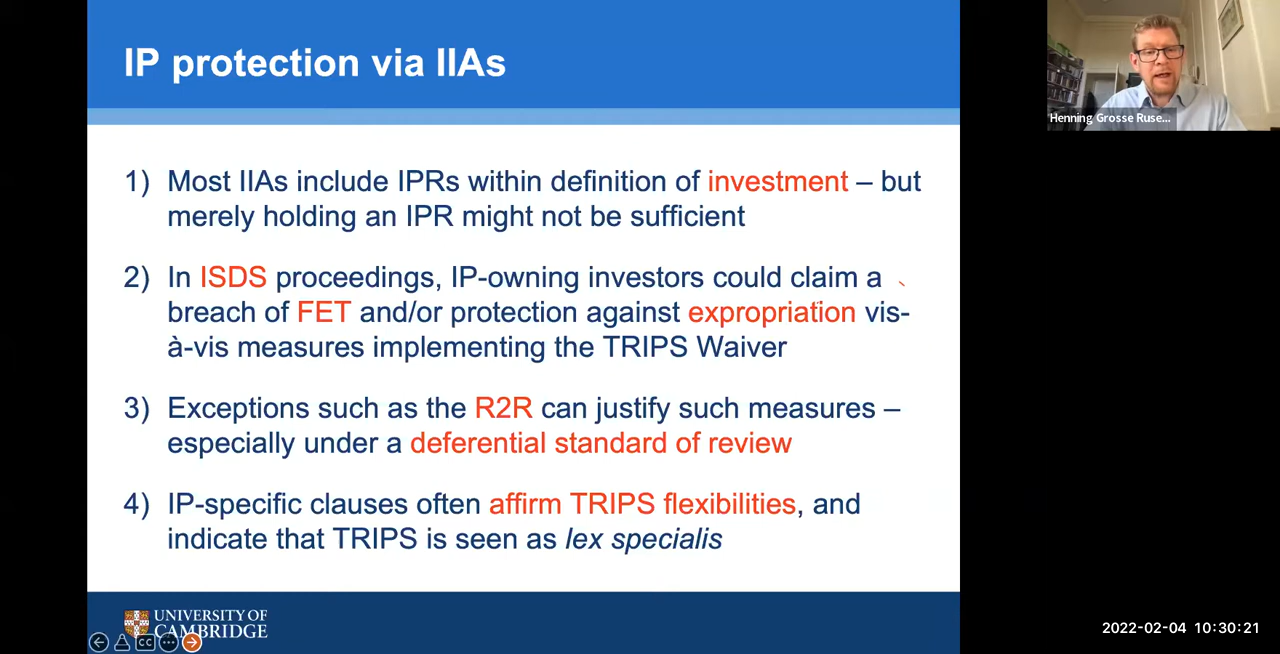 IP protection via IIAs
Henning Grosse Ruse...
1) Most IIAs include IPRs within definition of investment – but
merely holding an IPR might not be sufficient
2) In ISDS proceedings, IP-owning investors could claim a
breach of FET and/or protection against expropriation vis-
à-vis measures implementing the TRIPS Waiver
3) Exceptions such as the R2R can justify such measures –
especially under a deferential standard of review
4) IP-specific clauses often affirm TRIPS flexibilities, and
indicate that TRIPS is seen as lex specialis
UNIVERSITY OF
CAMBRIDGE
CC
2022-02-04 10:30:21